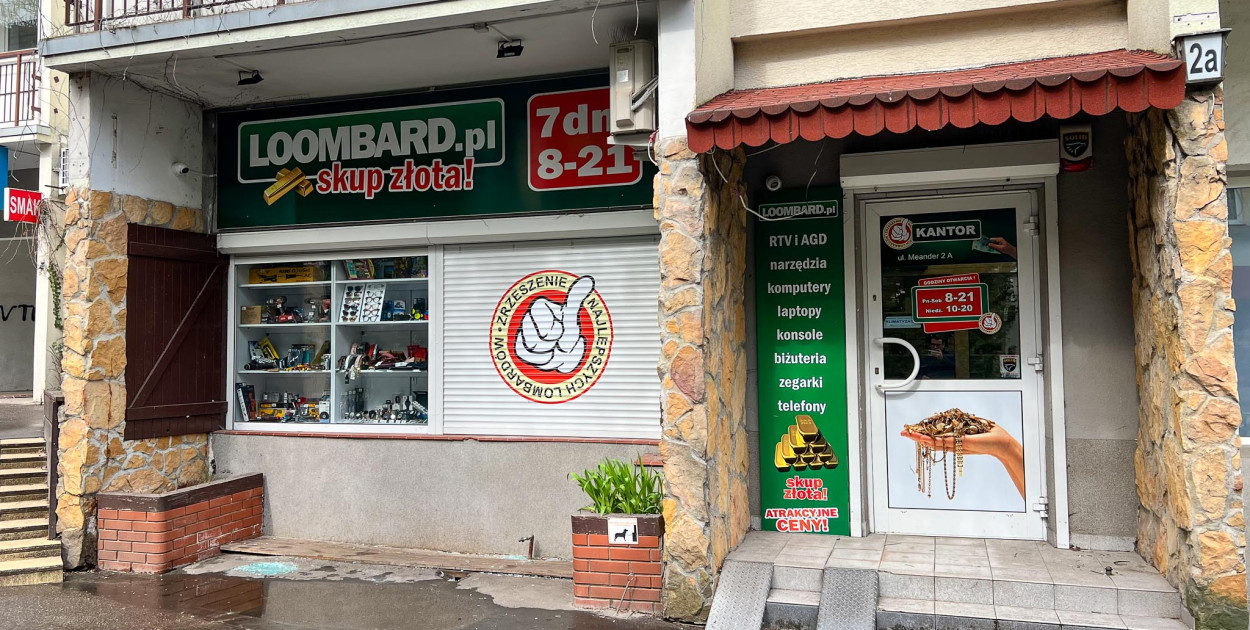 LOOMBARD.pl
skup złota!
7dni
8-21
SMAK
ZRZESZENIE NAJLEPSZYCH LOMBARDÓW
2a
LOOMBARD.pl
RTV i AGD
narzędzia
komputery
laptopy
konsole
biżuteria
zegarki
telefony
skup
złota!
ATRAKCYJNE
CENY!
KANTOR
ul. Meander 2 A
GODZINY OTWARCIA !
Pn-Sob 8-21
Niedz. 10-20